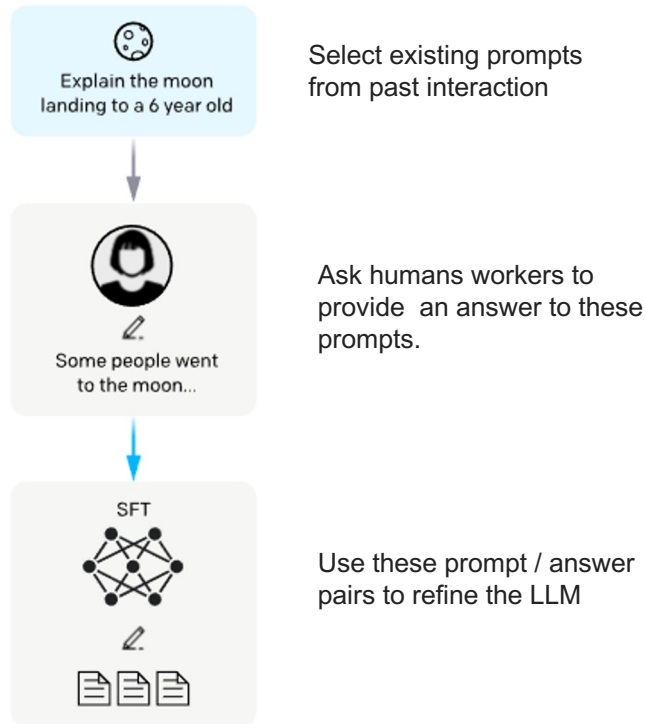 Explain the moon
landing to a 6 year old
Select existing prompts
from past interaction
Some people went
to the moon...
Ask humans workers to
provide an answer to these
prompts.
SFT
Use these prompt / answer
pairs to refine the LLM